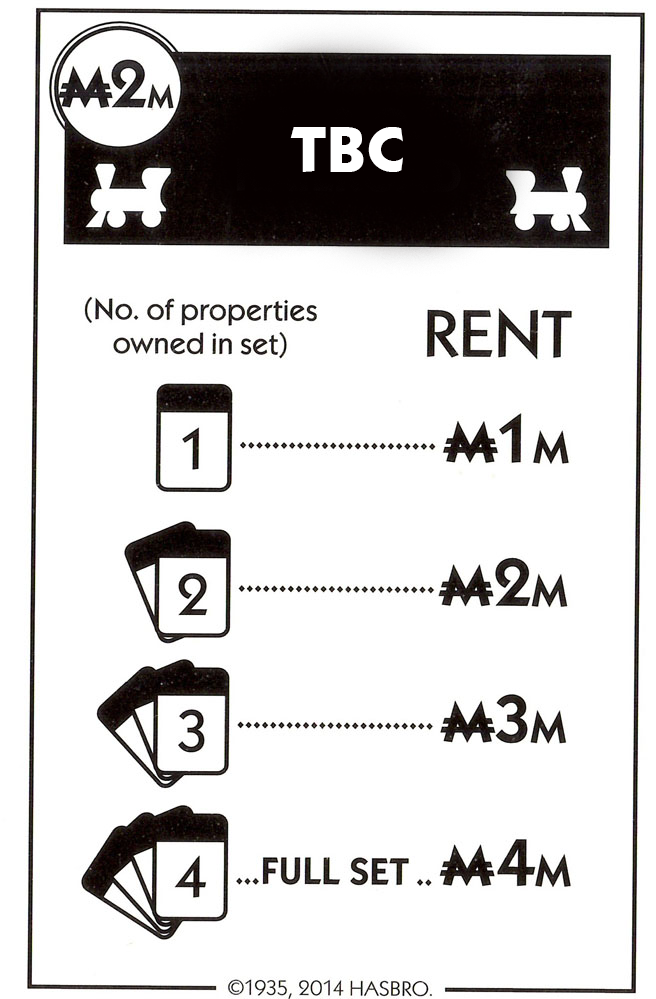 ₩2M
TBC
(No. of properties
owned in set)
RENT
1 ₩1M
2 ₩2M
3 ₩3M
4 ...FULL SET .. ₩4M
©1935, 2014 HASBRO.